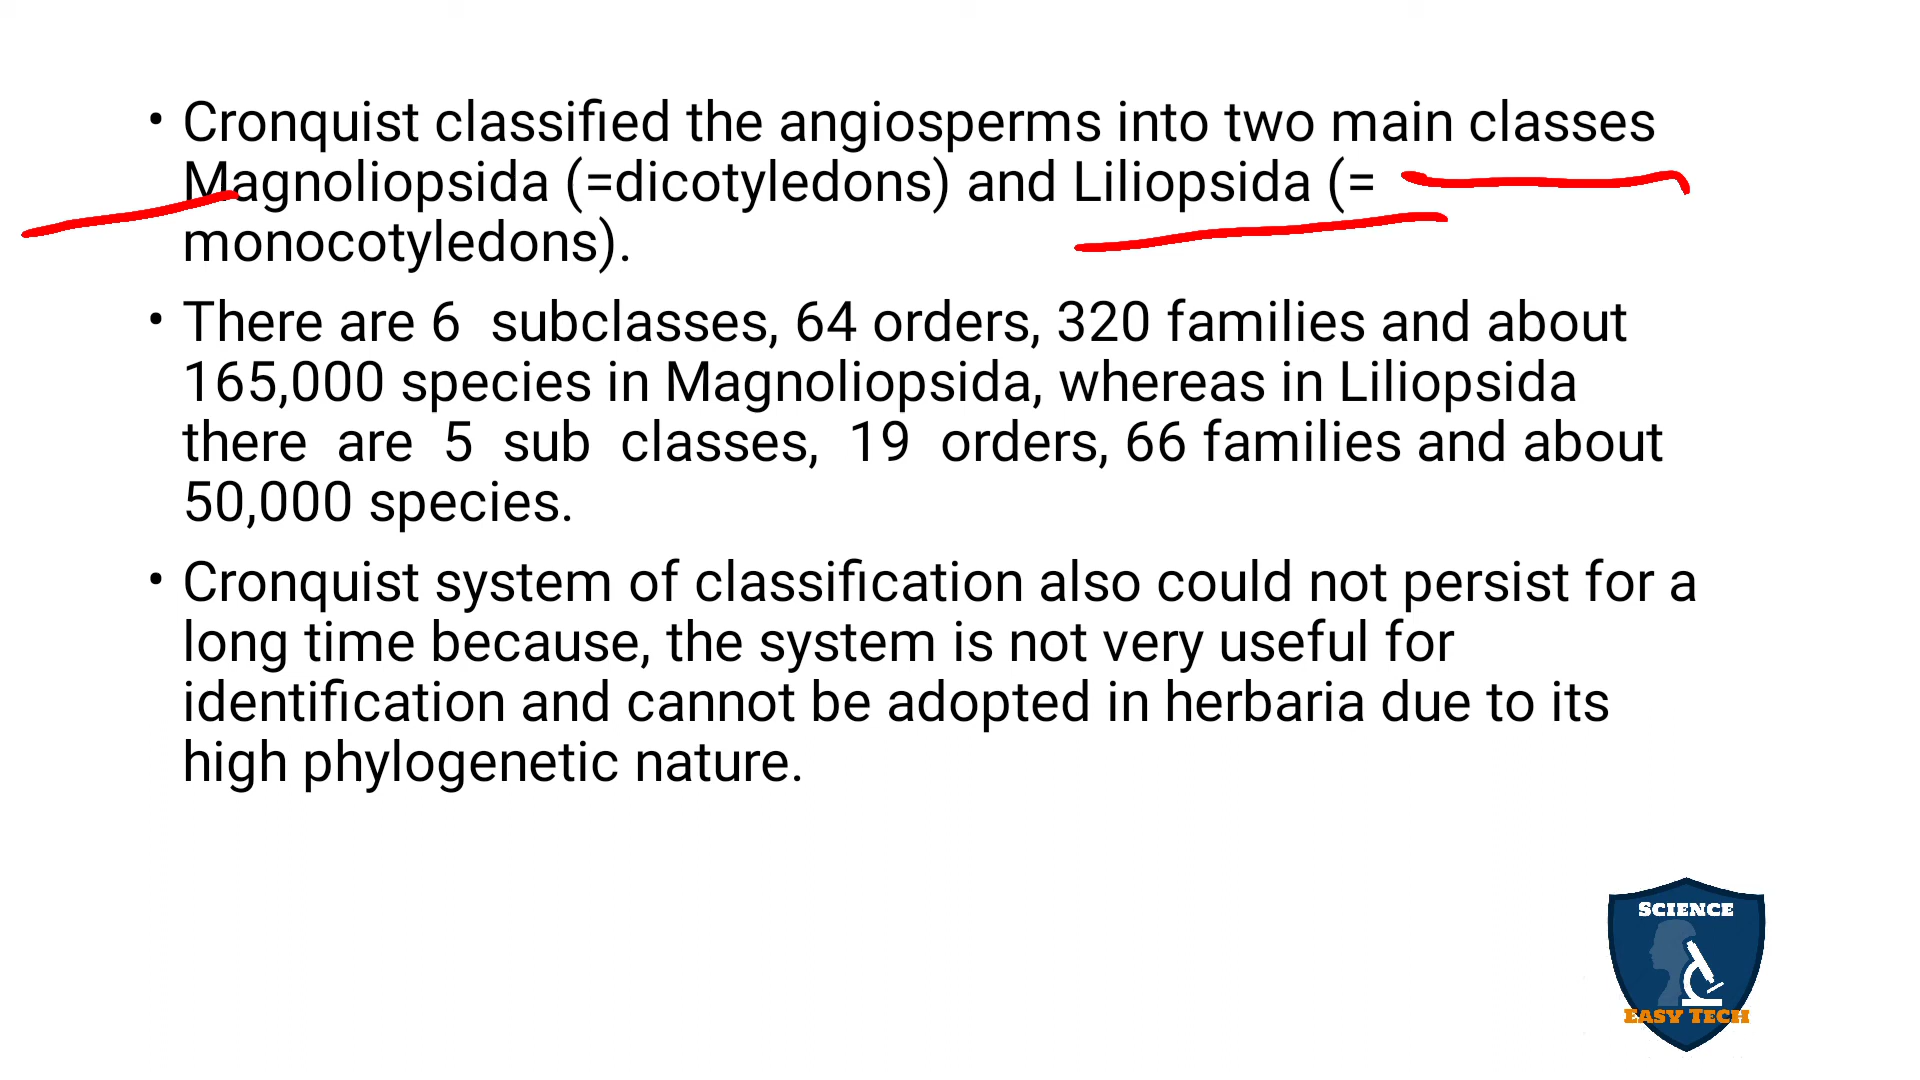 • Cronquist classified the angiosperms into two main classes
Magnoliopsida (=dicotyledons) and Liliopsida (=
monocotyledons).
• There are 6  subclasses, 64 orders, 320 families and about
165,000 species in Magnoliopsida, whereas in Liliopsida
there  are  5  sub  classes,  19  orders, 66 families and about
50,000 species.
• Cronquist system of classification also could not persist for a
long time because, the system is not very useful for
identification and cannot be adopted in herbaria due to its
high phylogenetic nature.
SCIENCE
EASY TECH